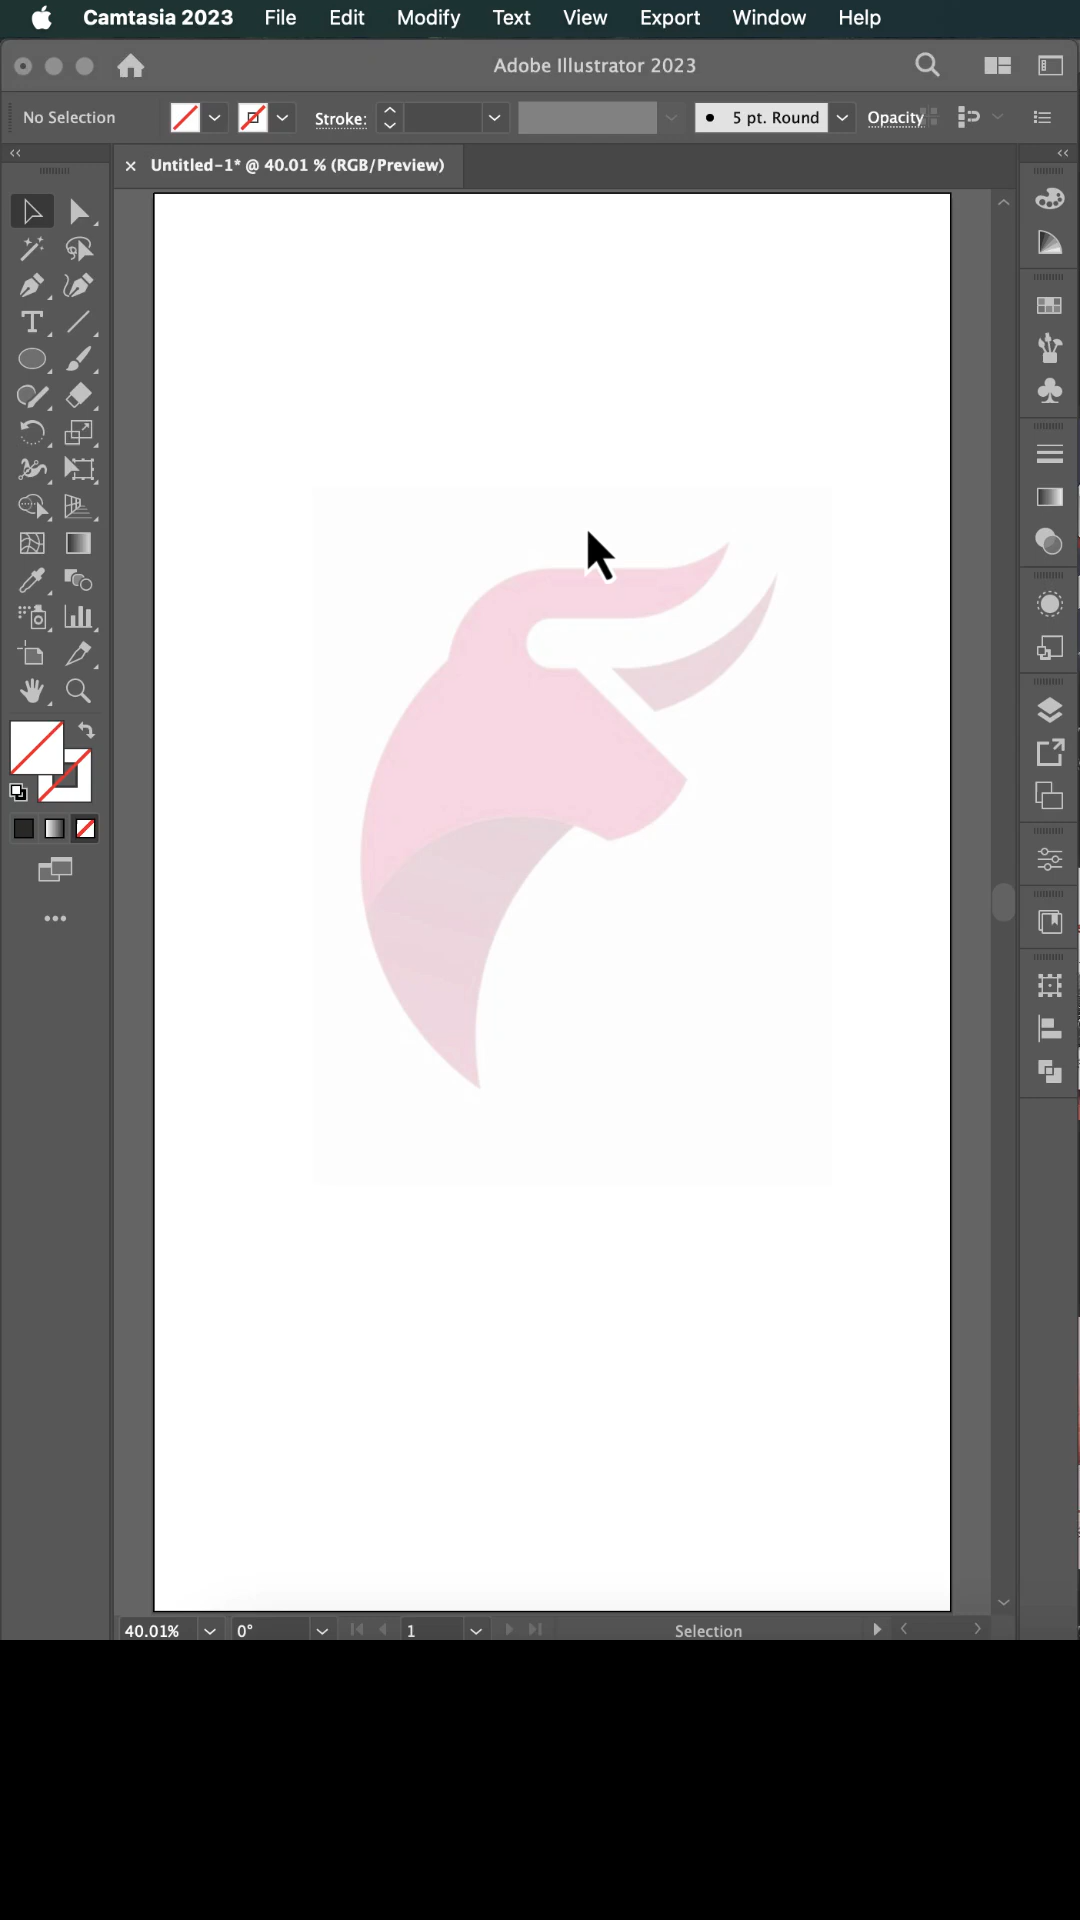 Camtasia 2023 File Edit Modify Text View Export Window Help
Adobe Illustrator 2023
No Selection Stroke: 5 pt. Round Opacity
Untitled-1* @ 40.01 % (RGB/Preview)
40.01% 0° 1 Selection